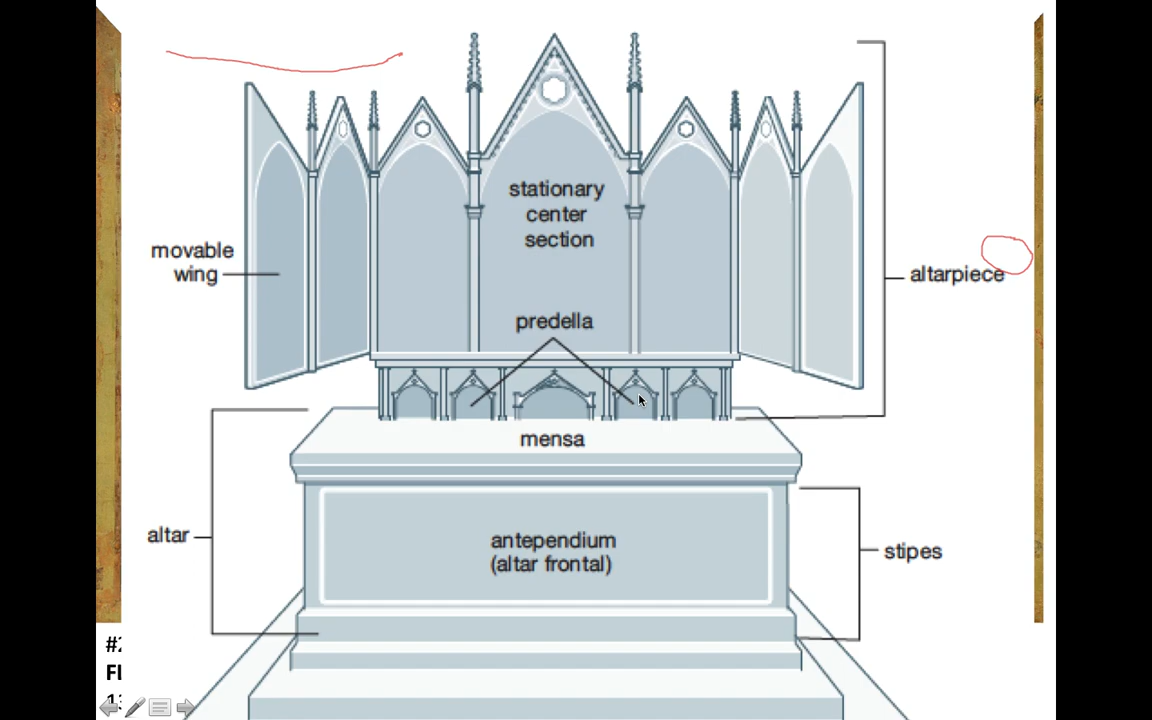 stationary
center
section
movable
wing
altarpiece
predella
mensa
altar
antependium
(altar frontal)
stipes